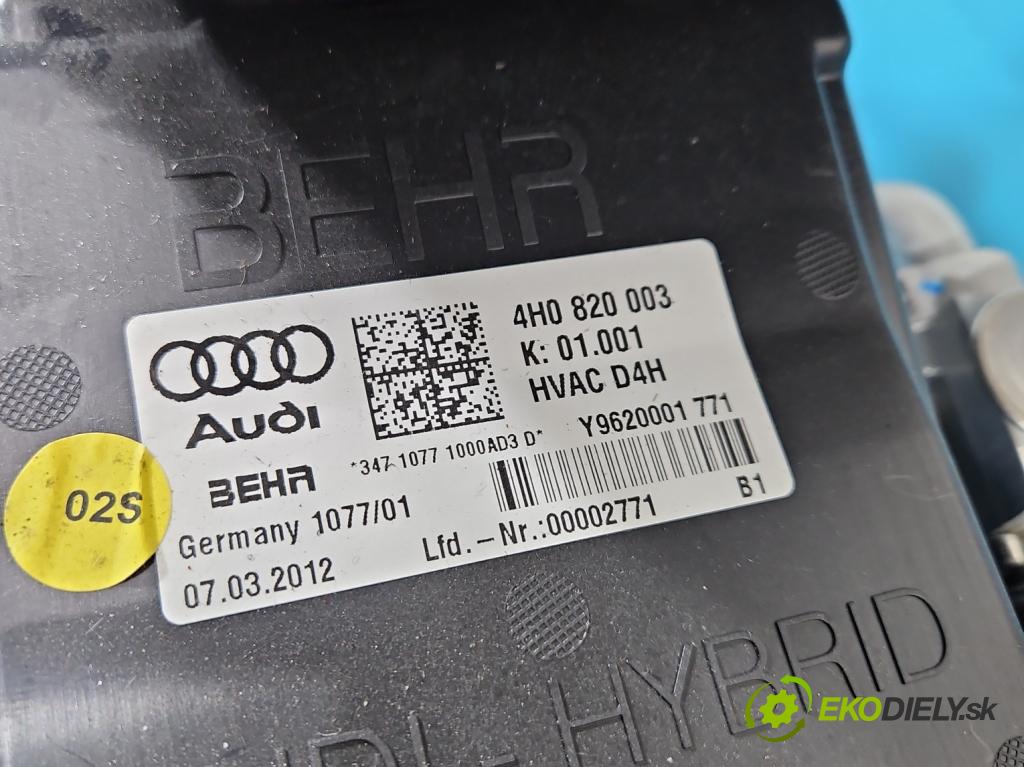 BEHR
4H0 820 003
K: 01.001
HVAC D4H
Audi
*347 1077 1000AD3 D*
Y9620001 771
BEHR
Germany 1077/01
B1
Lfd.-Nr.:00002771
07.03.2012
02S
HYBRID
EKODIELY.sk